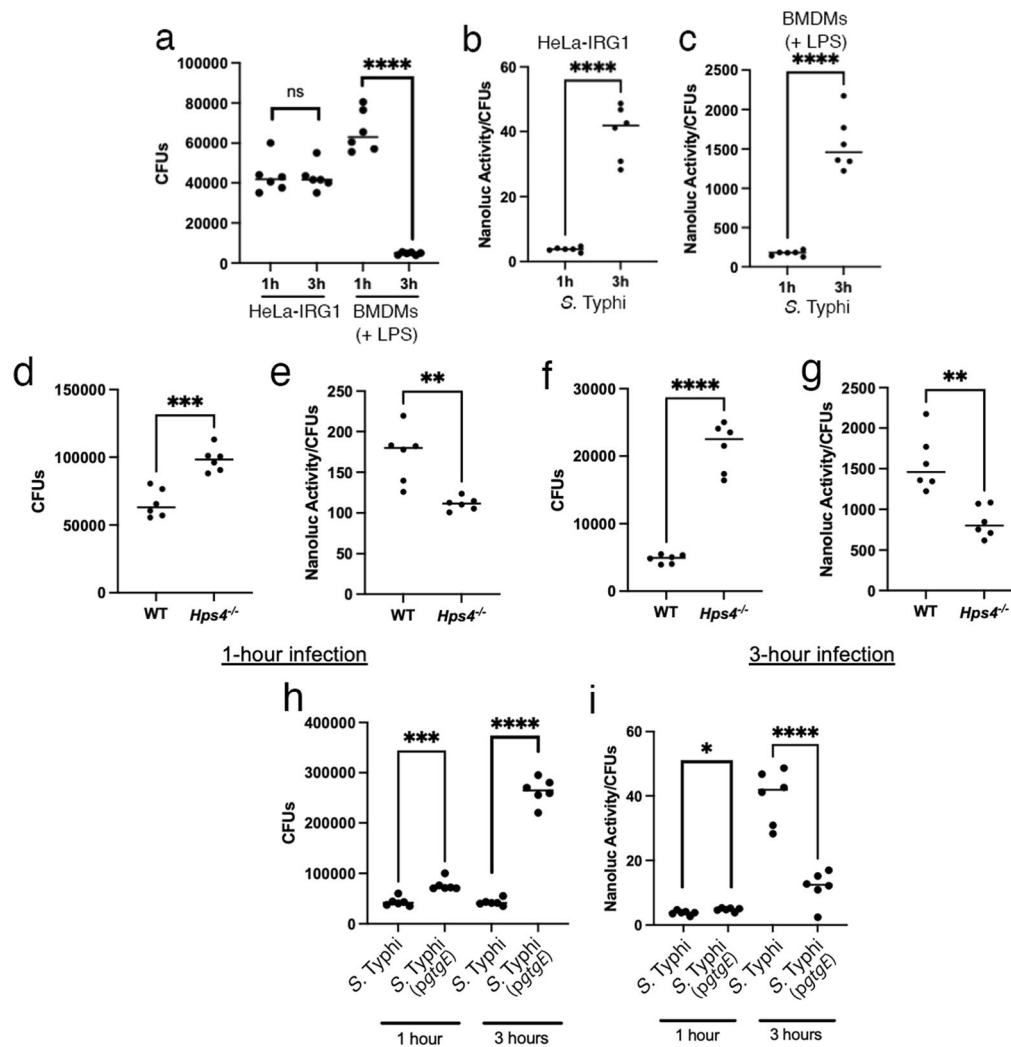 a
CFUs
100000
80000
60000
40000
20000
0
ns
****
1h 3h 1h 3h
HeLa-IRG1 BMDMs
(+ LPS)
b
HeLa-IRG1
Nanoluc Activity/CFUs
60
40
20
0
****
1h 3h
S. Typhi
c
BMDMs
(+ LPS)
Nanoluc Activity/CFUs
2500
2000
1500
1000
500
0
****
1h 3h
S. Typhi
d
CFUs
150000
100000
50000
0
***
WT Hps4-/-
e
Nanoluc Activity/CFUs
250
200
150
100
50
0
**
WT Hps4-/-
f
CFUs
30000
20000
10000
0
****
WT Hps4-/-
g
Nanoluc Activity/CFUs
2500
2000
1500
1000
500
0
**
WT Hps4-/-
1-hour infection
3-hour infection
h
CFUs
400000
300000
200000
100000
0
***
****
S. Typhi
S. Typhi
(pgtgE)
S. Typhi
S. Typhi
(pgtgE)
1 hour 3 hours
i
Nanoluc Activity/CFUs
60
40
20
0
*
****
S. Typhi
S. Typhi
(pgtgE)
S. Typhi
S. Typhi
(pgtgE)
1 hour 3 hours